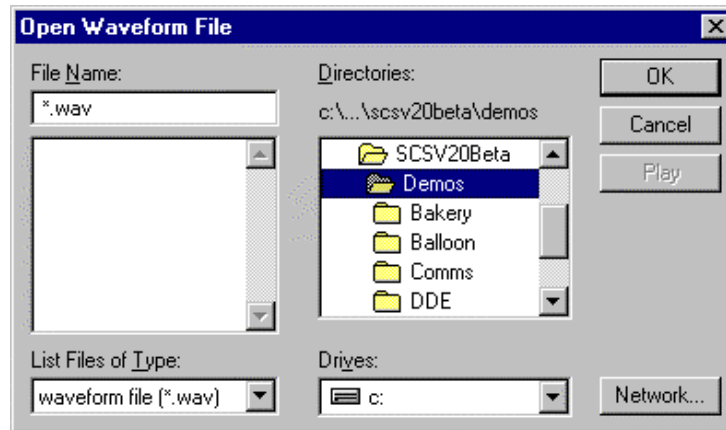 Open Waveform File
File Name:
*.wav
Directories:
c:\...\scsv20beta\demos
SCSV20Beta
Demos
Bakery
Balloon
Comms
DDE
OK
Cancel
Play
List Files of Type:
waveform file (*.wav)
Drives:
c:
Network...